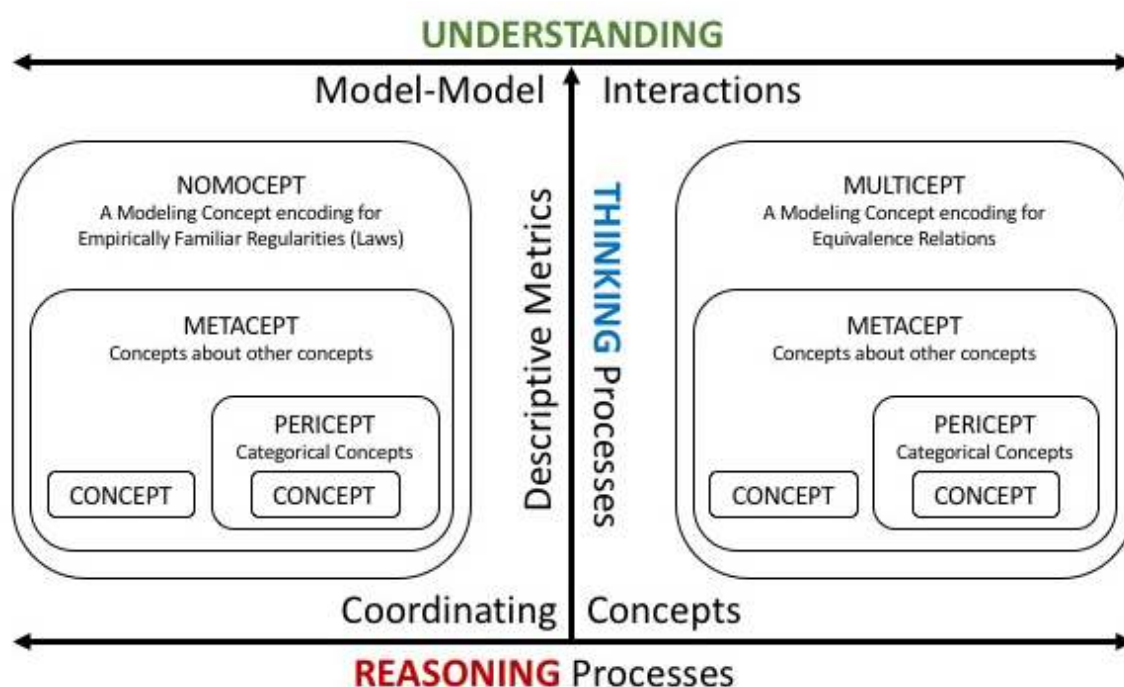 UNDERSTANDING
Model-Model Interactions
NOMOCEPT
A Modeling Concept encoding for
Empirically Familiar Regularities (Laws)
METACEPT
Concepts about other concepts
PERICEPT
Categorical Concepts
CONCEPT
CONCEPT
Descriptive Metrics
THINKING Processes
MULTICEPT
A Modeling Concept encoding for
Equivalence Relations
METACEPT
Concepts about other concepts
PERICEPT
Categorical Concepts
CONCEPT
CONCEPT
Coordinating Concepts
REASONING Processes